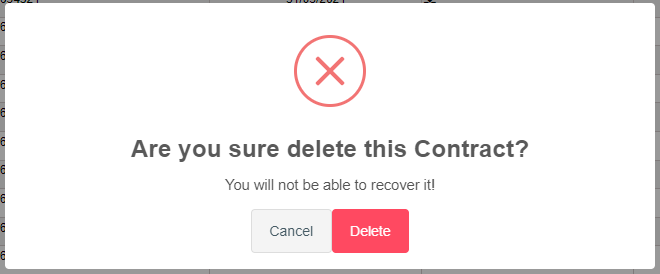 Are you sure delete this Contract?
You will not be able to recover it!
Cancel
Delete